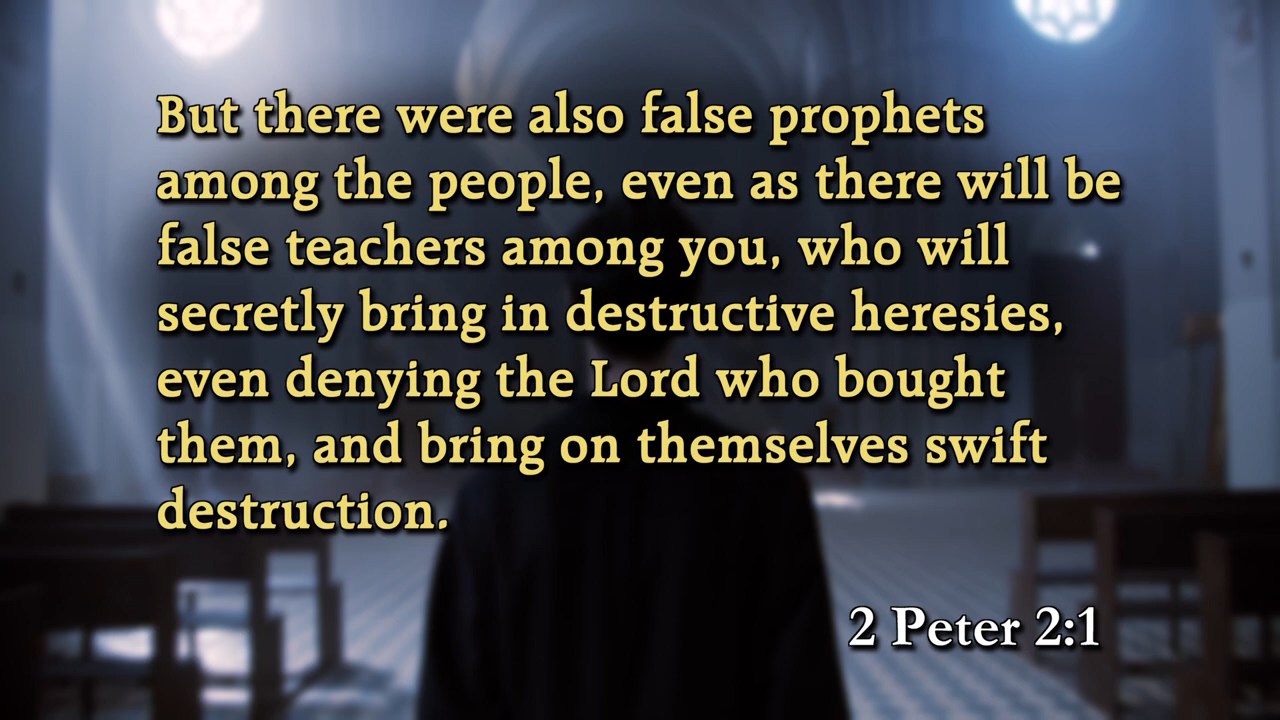 But there were also false prophets
among the people, even as there will be
false teachers among you, who will
secretly bring in destructive heresies,
even denying the Lord who bought
them, and bring on themselves swift
destruction.
2 Peter 2:1